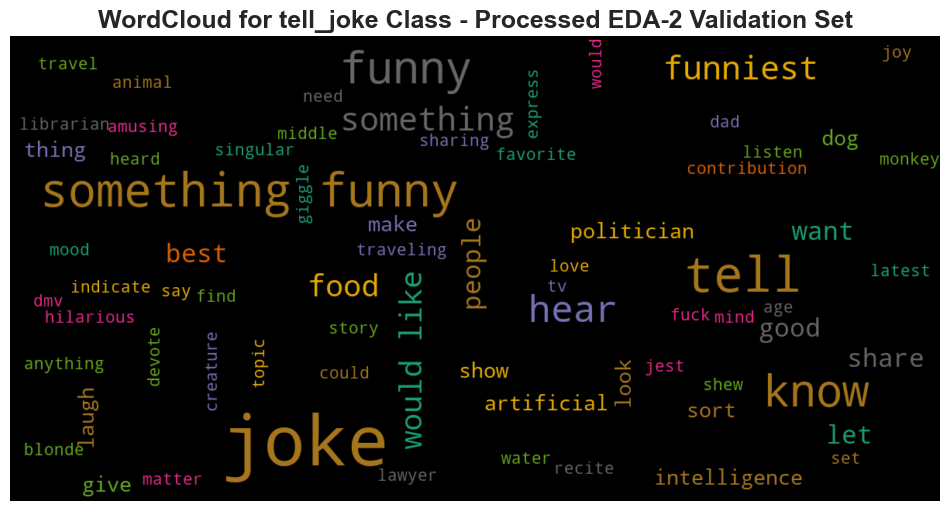 WordCloud for tell_joke Class - Processed EDA-2 Validation Set
travel
animal
funny
would
funniest
joy
need
express
librarian
amusing
something
middle
sharing
dad
dog
thing
heard
singular
favorite
listen
contribution
monkey
something funny
giggle
make
people
politician
want
mood
best
traveling
love
tell
latest
indicate
say
find
food
would like
tv
hear
dmv
hilarious
story
fuck
mind
age
good
anything
devote
creature
topic
could
show
look
jest
share
shew
know
laugh
joke
artificial
sort
let
blonde
give
matter
lawyer
water
recite
intelligence
set